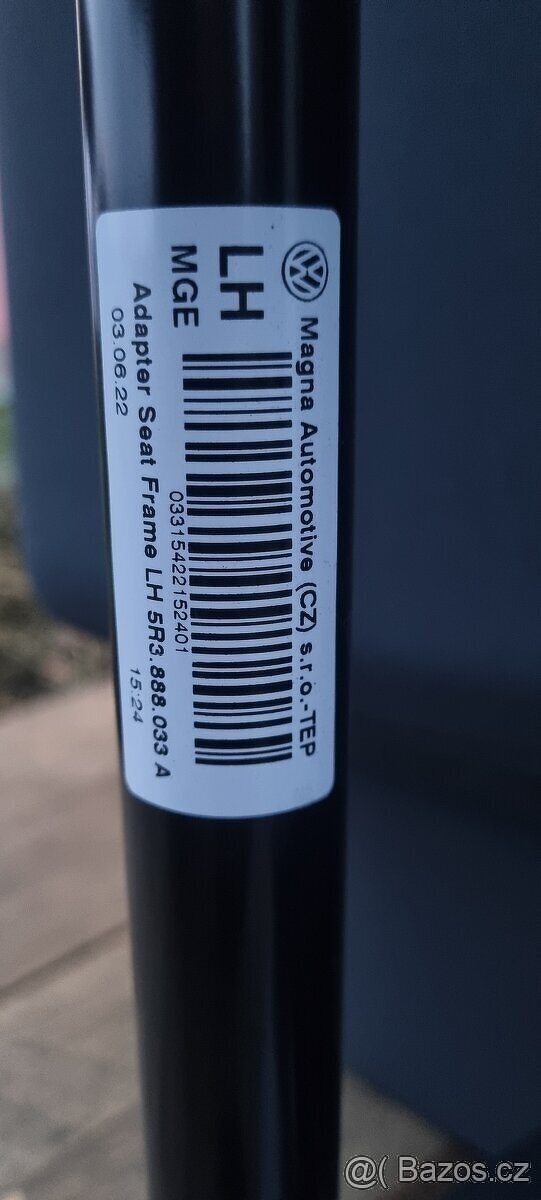 Magna Automotive (CZ) s.r.o.-TEP
LH
MGE
03315422152401
Adapter Seat Frame LH 5R3.888.033 A
03.06.22
15:24
@( Bazos.cz